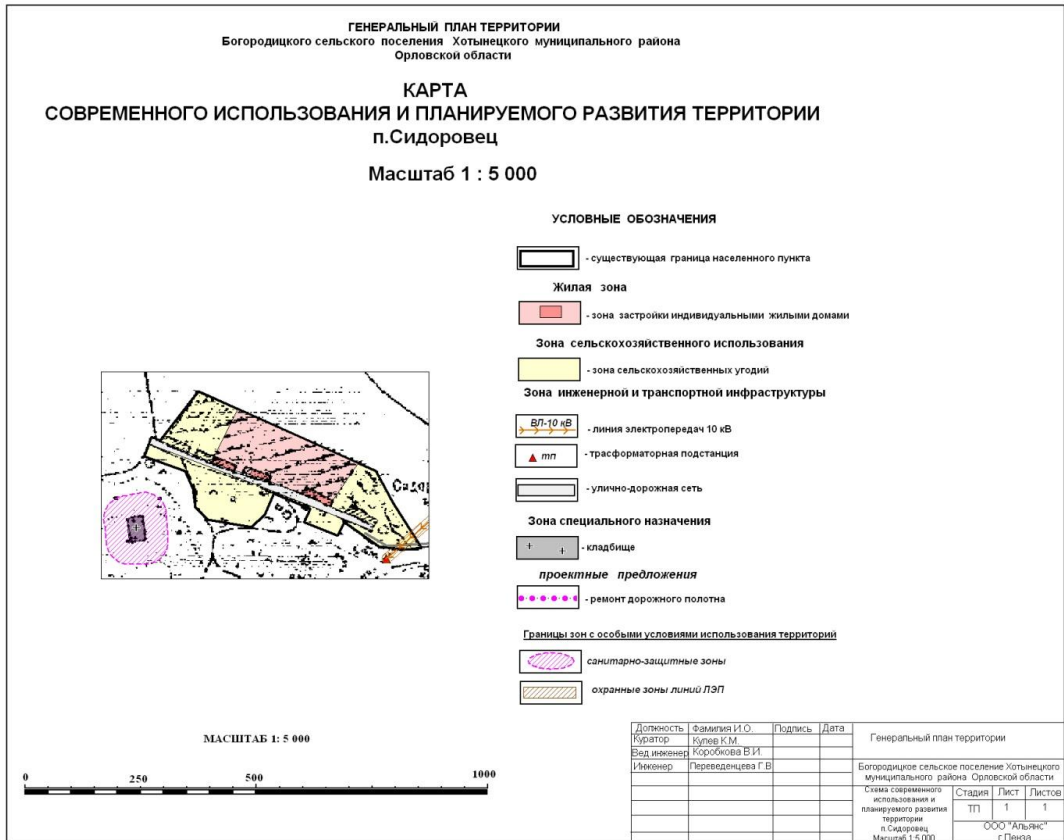 ГЕНЕРАЛЬНЫЙ ПЛАН ТЕРРИТОРИИ
Богородицкого сельского поселения Хотынецкого муниципального района
Орловской области
КАРТА
СОВРЕМЕННОГО ИСПОЛЬЗОВАНИЯ И ПЛАНИРУЕМОГО РАЗВИТИЯ ТЕРРИТОРИИ
п.Сидоровец
Масштаб 1 : 5 000
УСЛОВНЫЕ ОБОЗНАЧЕНИЯ
- существующая граница населенного пункта
Жилая зона
- зона застройки индивидуальными жилыми домами
Зона сельскохозяйственного использования
- зона сельскохозяйственных угодий
Зона инженерной и транспортной инфраструктуры
ВЛ-10 кВ - линия электропередач 10 кВ
тп - трасформаторная подстанция
- улично-дорожная сеть
Зона специального назначения
- кладбище
проектные предложения
- ремонт дорожного полотна
Границы зон с особыми условиями использования территорий
санитарно-защитные зоны
охранные зоны линий ЛЭП
МАСШТАБ 1: 5 000
0 250 500 1000
Должность Фамилия И.О. Подпись Дата
Куратор Кулев К.М.
Вед.инженер Коробкова В.И.
Инженер Переведенцева Г.В
Генеральный план территории
Богородицкое сельское поселение Хотынецкого
муниципального района Орловской области
Схема современного
использования и
планируемого развития
территории
п.Сидоровец
Масштаб 1:5 000
Стадия Лист Листов
ТП 1 1
ООО "Альянс"
г.Пенза